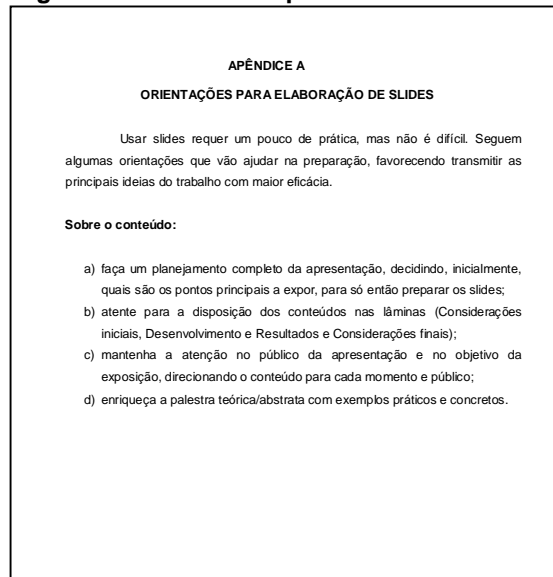 APÊNDICE A
ORIENTAÇÕES PARA ELABORAÇÃO DE SLIDES
Usar slides requer um pouco de prática, mas não é difícil. Seguem
algumas orientações que vão ajudar na preparação, favorecendo transmitir as
principais ideias do trabalho com maior eficácia.
Sobre o conteúdo:
a) faça um planejamento completo da apresentação, decidindo, inicialmente,
quais são os pontos principais a expor, para só então preparar os slides;
b) atente para a disposição dos conteúdos nas lâminas (Considerações
iniciais, Desenvolvimento e Resultados e Considerações finais);
c) mantenha a atenção no público da apresentação e no objetivo da
exposição, direcionando o conteúdo para cada momento e público;
d) enriqueça a palestra teórica/abstrata com exemplos práticos e concretos.